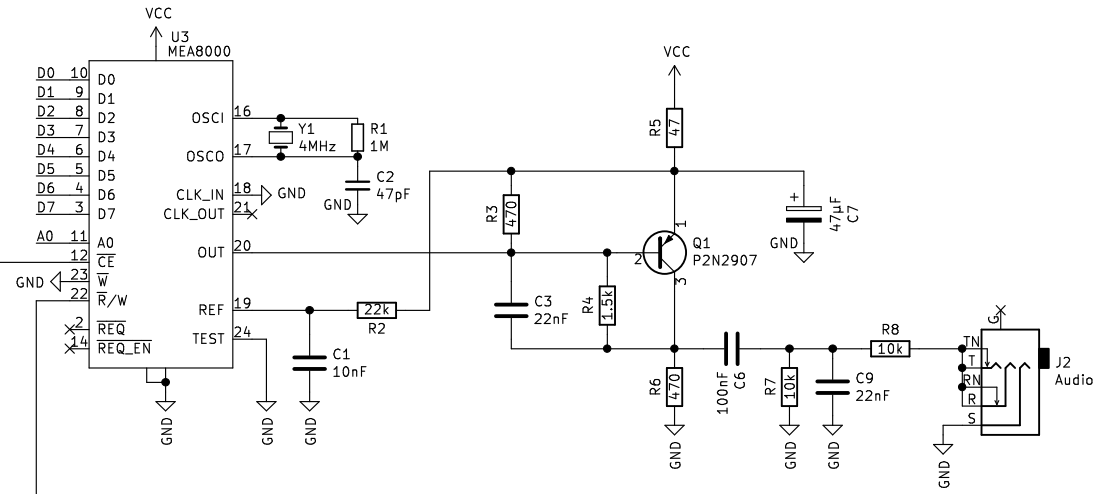 VCC
U3
MEA8000
D0 10 D0
D1 9 D1
D2 8 D2
D3 7 D3
D4 6 D4
D5 5 D5
D6 4 D6
D7 3 D7
A0 11 A0
12 CE
GND 23 W
22 R/W
2 REQ
14 REQ_EN
OSCI 16
OSCO 17
CLK_IN 18 GND
CLK_OUT 21
OUT 20
REF 19
TEST 24
GND
GND
GND
Y1
4MHz
R1
1M
C2
47pF
GND
C1
10nF
22k
R2
R3
470
C3
22nF
R4
1.5k
VCC
R5
47
1
2
3
Q1
P2N2907
+
47µF
C7
GND
R6
470
GND
100nF
C6
R7
10k
GND
C9
22nF
GND
R8
10k
G
TN
T
RN
R
S
J2
Audio
GND